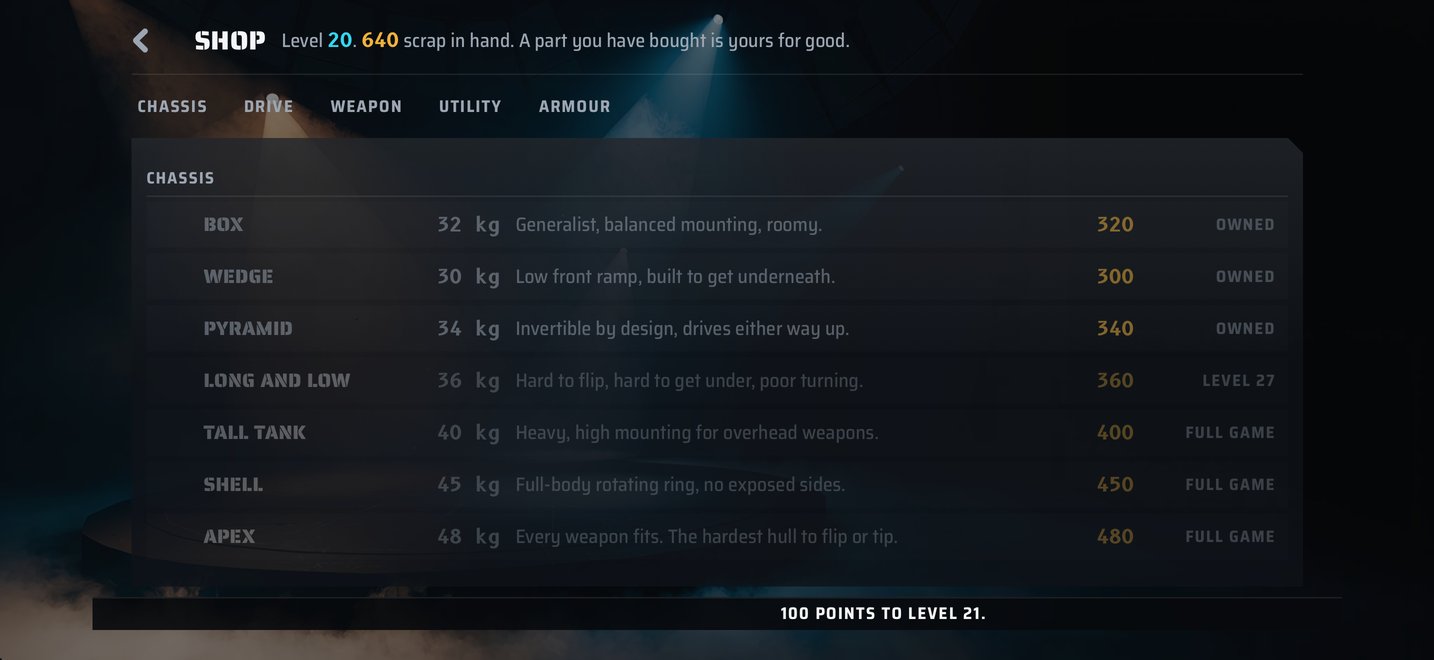 SHOP Level 20. 640 scrap in hand. A part you have bought is yours for good.
CHASSIS DRIVE WEAPON UTILITY ARMOUR
CHASSIS
BOX 32 kg Generalist, balanced mounting, roomy. 320 OWNED
WEDGE 30 kg Low front ramp, built to get underneath. 300 OWNED
PYRAMID 34 kg Invertible by design, drives either way up. 340 OWNED
LONG AND LOW 36 kg Hard to flip, hard to get under, poor turning. 360 LEVEL 27
TALL TANK 40 kg Heavy, high mounting for overhead weapons. 400 FULL GAME
SHELL 45 kg Full-body rotating ring, no exposed sides. 450 FULL GAME
APEX 48 kg Every weapon fits. The hardest hull to flip or tip. 480 FULL GAME
100 POINTS TO LEVEL 21.